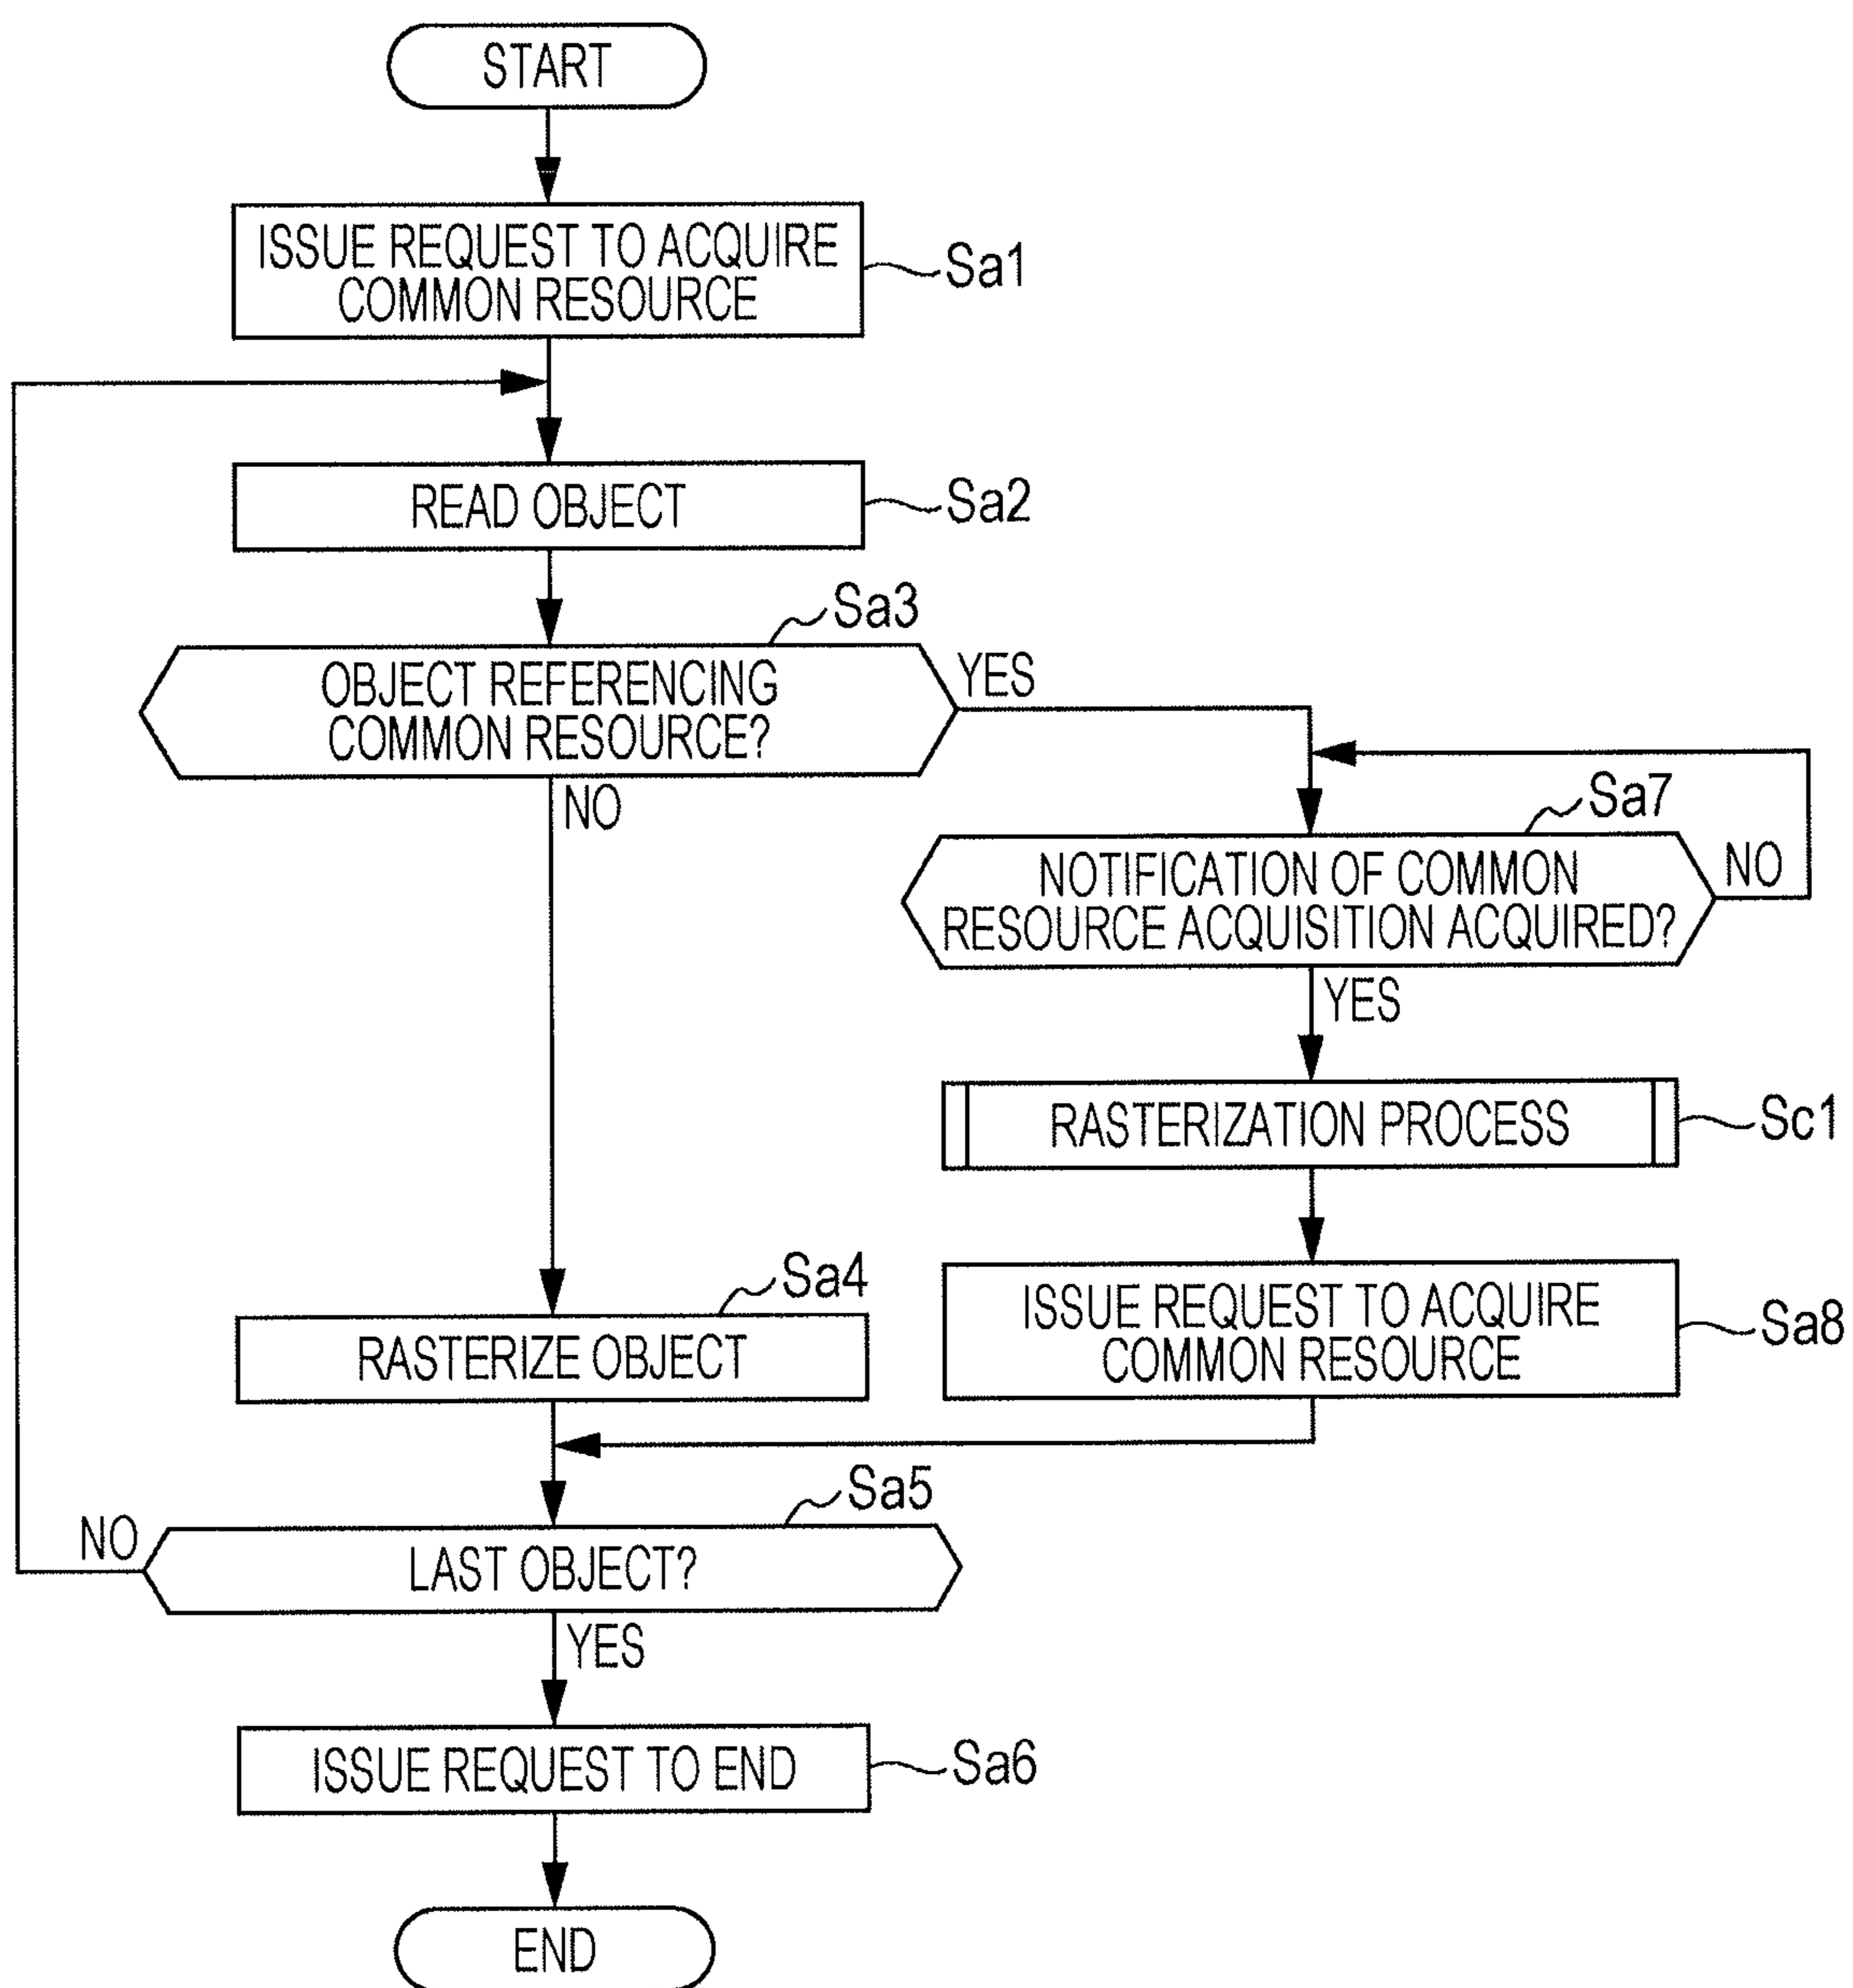 START
ISSUE REQUEST TO ACQUIRE
COMMON RESOURCE
Sa1
READ OBJECT
Sa2
Sa3
OBJECT REFERENCING
COMMON RESOURCE?
YES
NO
Sa7
NOTIFICATION OF COMMON
RESOURCE ACQUISITION ACQUIRED?
NO
YES
RASTERIZATION PROCESS
Sc1
Sa4
RASTERIZE OBJECT
ISSUE REQUEST TO ACQUIRE
COMMON RESOURCE
Sa8
Sa5
LAST OBJECT?
NO
YES
ISSUE REQUEST TO END
Sa6
END